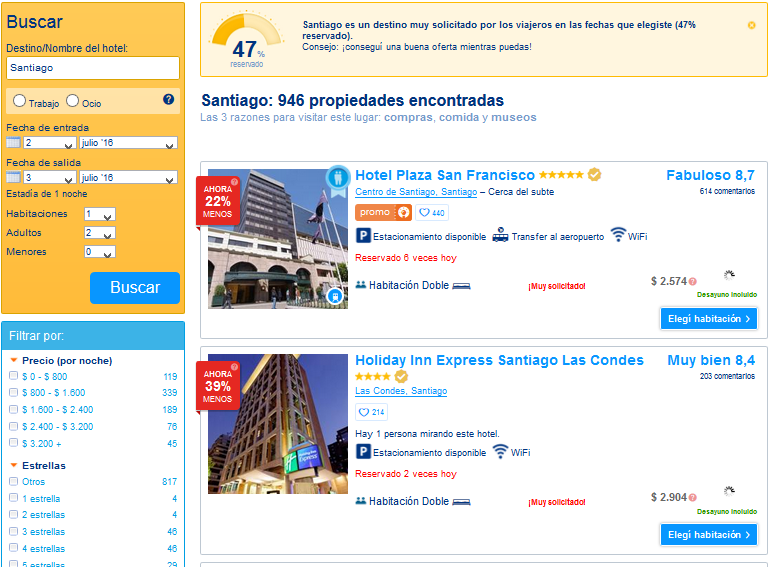 Buscar
Destino/Nombre del hotel:
Santiago
Trabajo Ocio ?
Fecha de entrada
2 julio '16
Fecha de salida
3 julio '16
Estadía de 1 noche
Habitaciones 1
Adultos 2
Menores 0
Buscar
Filtrar por:
Precio (por noche)
$ 0 - $ 800 119
$ 800 - $ 1.600 339
$ 1.600 - $ 2.400 189
$ 2.400 - $ 3.200 76
$ 3.200 + 45
Estrellas
Otros 817
1 estrella 4
2 estrellas 4
3 estrellas 46
4 estrellas 46
5 estrellas 29
47%
reservado
Santiago es un destino muy solicitado por los viajeros en las fechas que elegiste (47%
reservado).
Consejo: ¡conseguí una buena oferta mientras puedas!
Santiago: 946 propiedades encontradas
Las 3 razones para visitar este lugar: compras, comida y museos
AHORA
22%
MENOS
Hotel Plaza San Francisco
Centro de Santiago, Santiago – Cerca del subte
promo 440
P Estacionamiento disponible Transfer al aeropuerto WiFi
Reservado 6 veces hoy
Habitación Doble
¡Muy solicitado!
Fabuloso 8,7
614 comentarios
$ 2.574 ?
Desayuno incluido
Elegí habitación >
AHORA
39%
MENOS
Holiday Inn Express
Holiday Inn Express Santiago Las Condes
Las Condes, Santiago
214
Hay 1 persona mirando este hotel.
P Estacionamiento disponible WiFi
Reservado 2 veces hoy
Habitación Doble
¡Muy solicitado!
Muy bien 8,4
203 comentarios
$ 2.904 ?
Desayuno incluido
Elegí habitación >